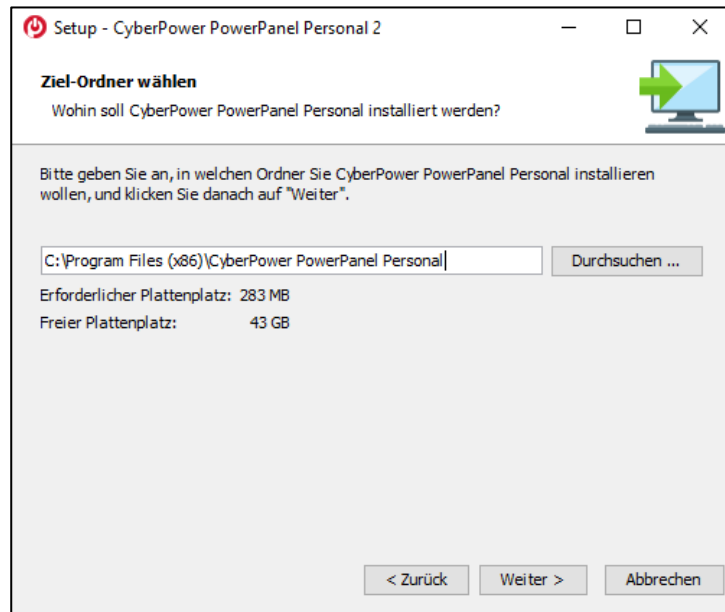 Setup - CyberPower PowerPanel Personal 2
Ziel-Ordner wählen
Wohin soll CyberPower PowerPanel Personal installiert werden?
Bitte geben Sie an, in welchen Ordner Sie CyberPower PowerPanel Personal installieren
wollen, und klicken Sie danach auf "Weiter".
C:\Program Files (x86)\CyberPower PowerPanel Personal
Durchsuchen ...
Erforderlicher Plattenplatz: 283 MB
Freier Plattenplatz: 43 GB
< Zurück
Weiter >
Abbrechen